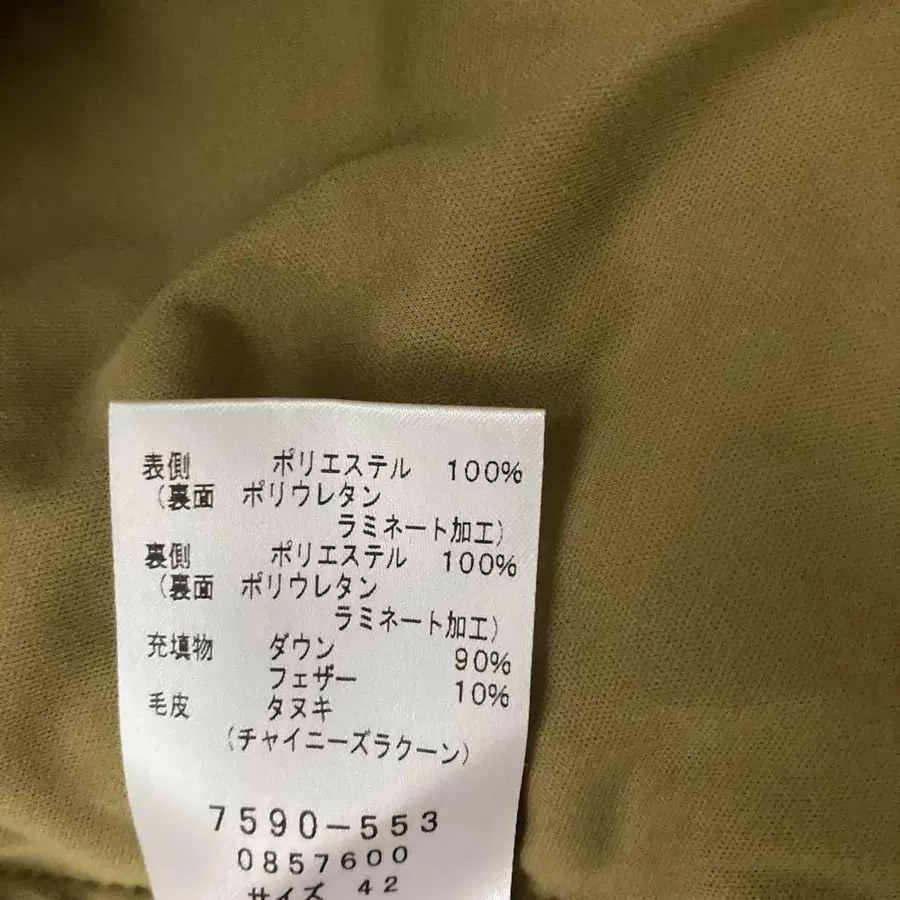 表側 ポリエステル 100%
(裏面 ポリウレタン
ラミネート加工)
裏側 ポリエステル 100%
(裏面 ポリウレタン
ラミネート加工)
充填物 ダウン 90%
フェザー 10%
毛皮 タヌキ
(チャイニーズラクーン)
7590-553
0857600
サイズ 42